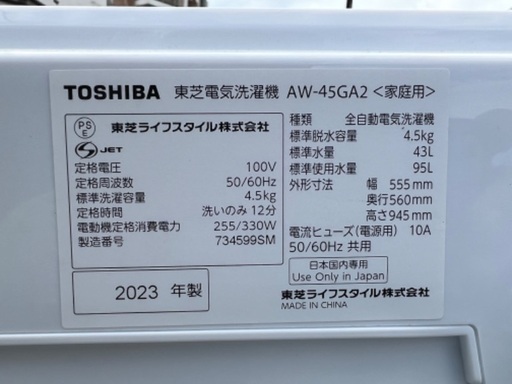 TOSHIBA 東芝電気洗濯機 AW-45GA2 <家庭用>
PS
E
東芝ライフスタイル株式会社
S JET
定格電圧 100V
定格周波数 50/60Hz
標準洗濯容量 4.5kg
定格時間 洗いのみ 12分
電動機定格消費電力 255/330W
製造番号 734599SM
2023 年製
種類 全自動電気洗濯機
標準脱水容量 4.5kg
標準水量 43L
標準使用水量 95L
外形寸法 幅 555mm
奥行560mm
高さ945mm
電流ヒューズ(電源用) 10A
50/60Hz 共用
日本国内専用
Use Only in Japan
東芝ライフスタイル株式会社
MADE IN CHINA